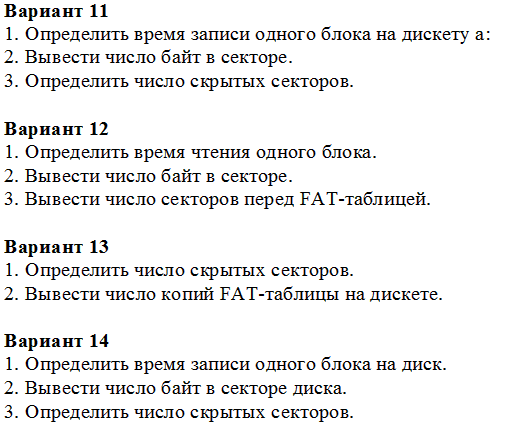 Вариант 11
1. Определить время записи одного блока на дискету а:
2. Вывести число байт в секторе.
3. Определить число скрытых секторов.
Вариант 12
1. Определить время чтения одного блока.
2. Вывести число байт в секторе.
3. Вывести число секторов перед FAT-таблицей.
Вариант 13
1. Определить число скрытых секторов.
2. Вывести число копий FAT-таблицы на дискете.
Вариант 14
1. Определить время записи одного блока на диск.
2. Вывести число байт в секторе диска.
3. Определить число скрытых секторов.